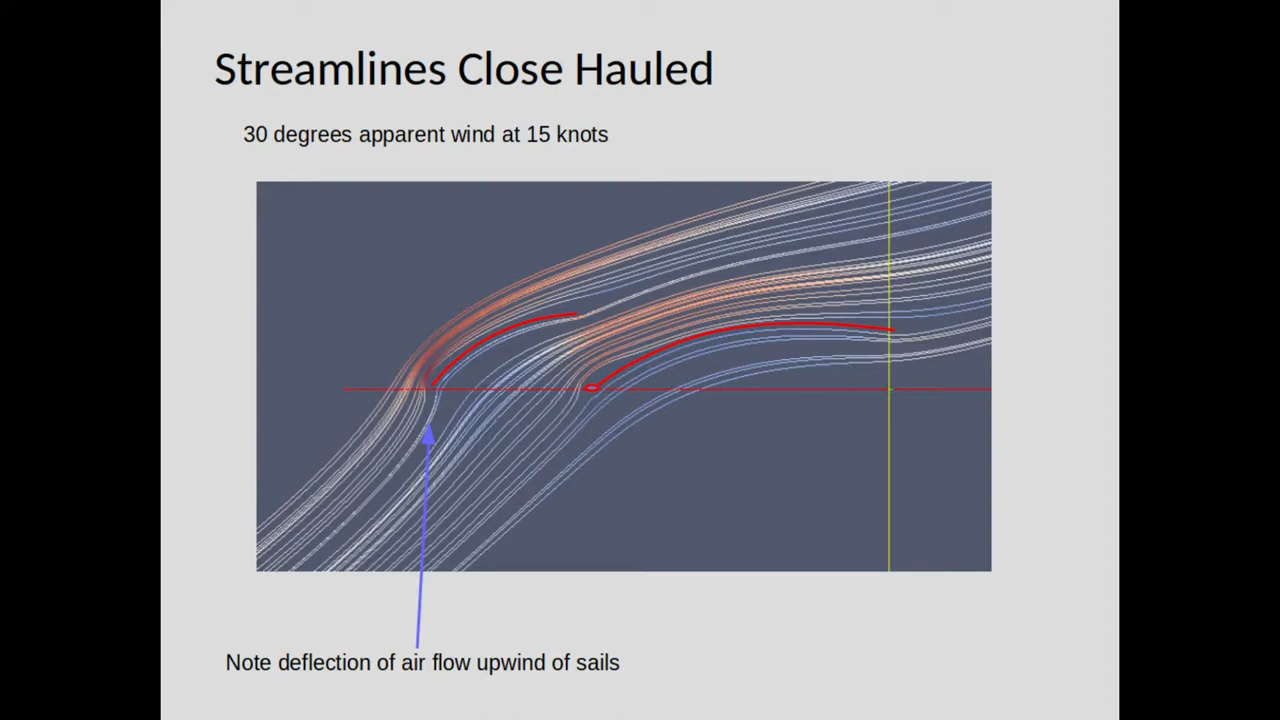 Streamlines Close Hauled
30 degrees apparent wind at 15 knots
Note deflection of air flow upwind of sails